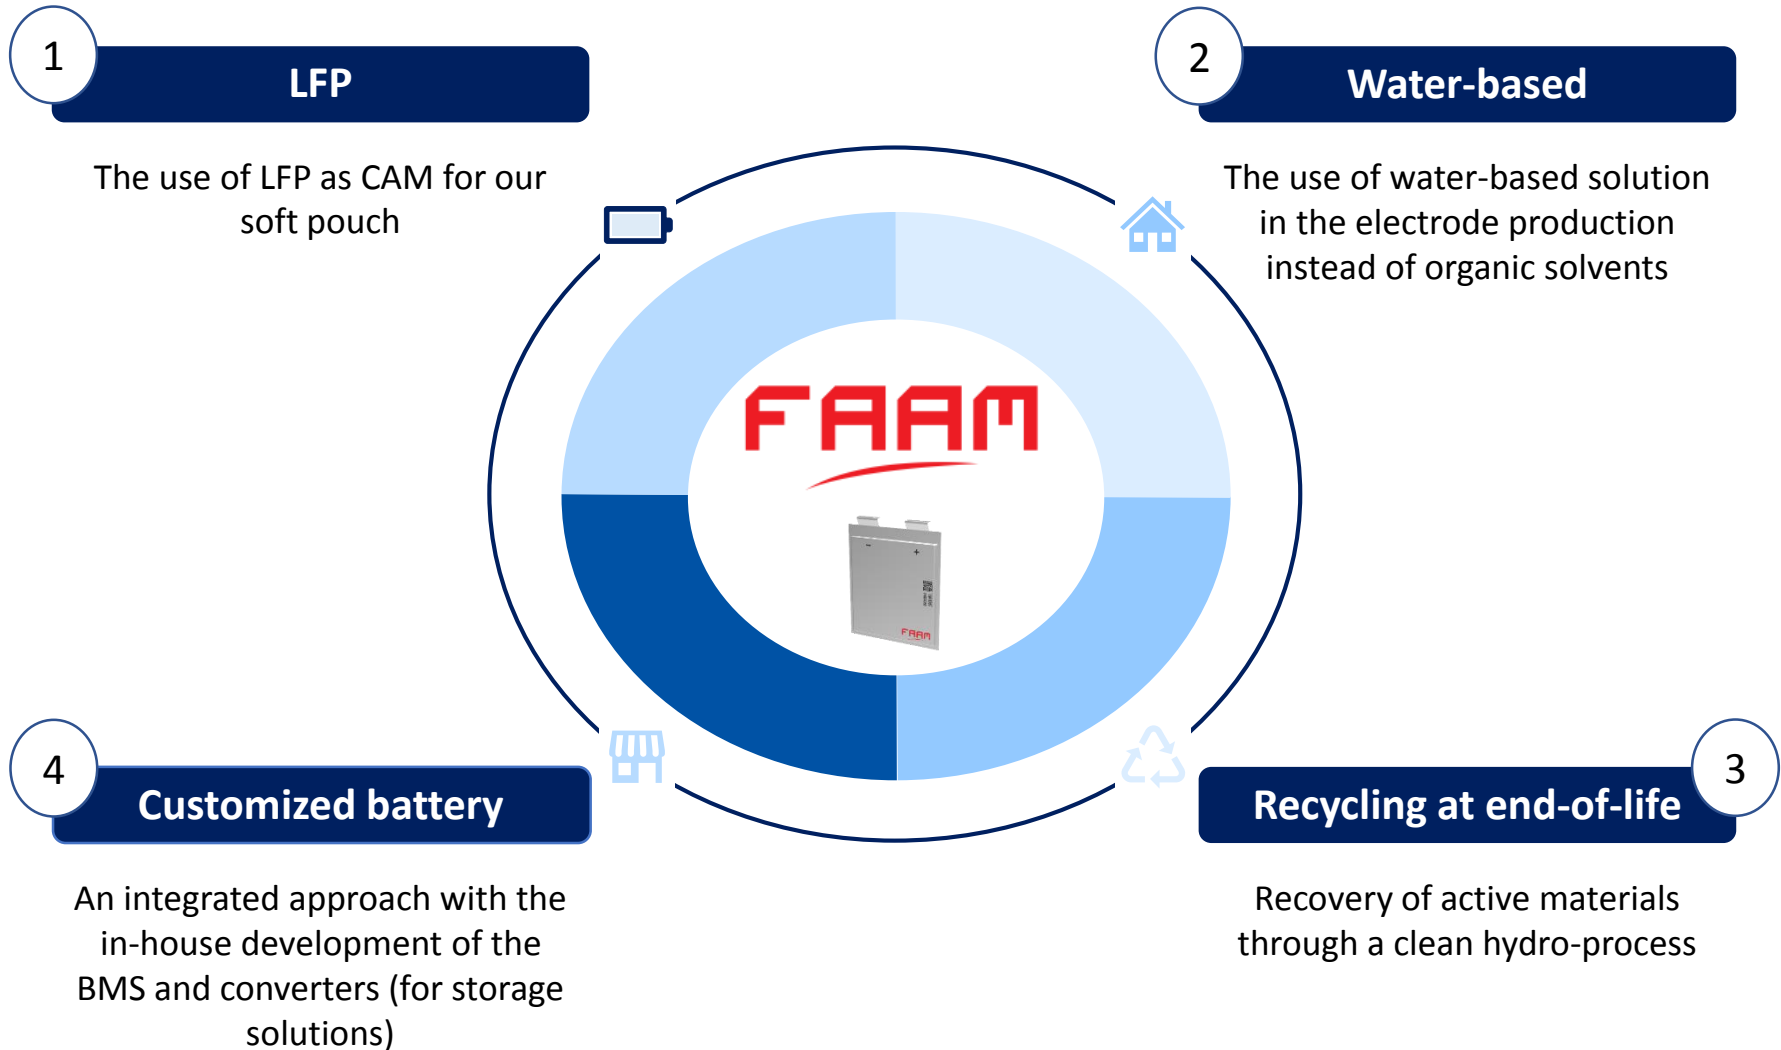 1
LFP
The use of LFP as CAM for our
soft pouch
2
Water-based
The use of water-based solution
in the electrode production
instead of organic solvents
FAAM
- +
FAAM
4
Customized battery
An integrated approach with the
in-house development of the
BMS and converters (for storage
solutions)
3
Recycling at end-of-life
Recovery of active materials
through a clean hydro-process